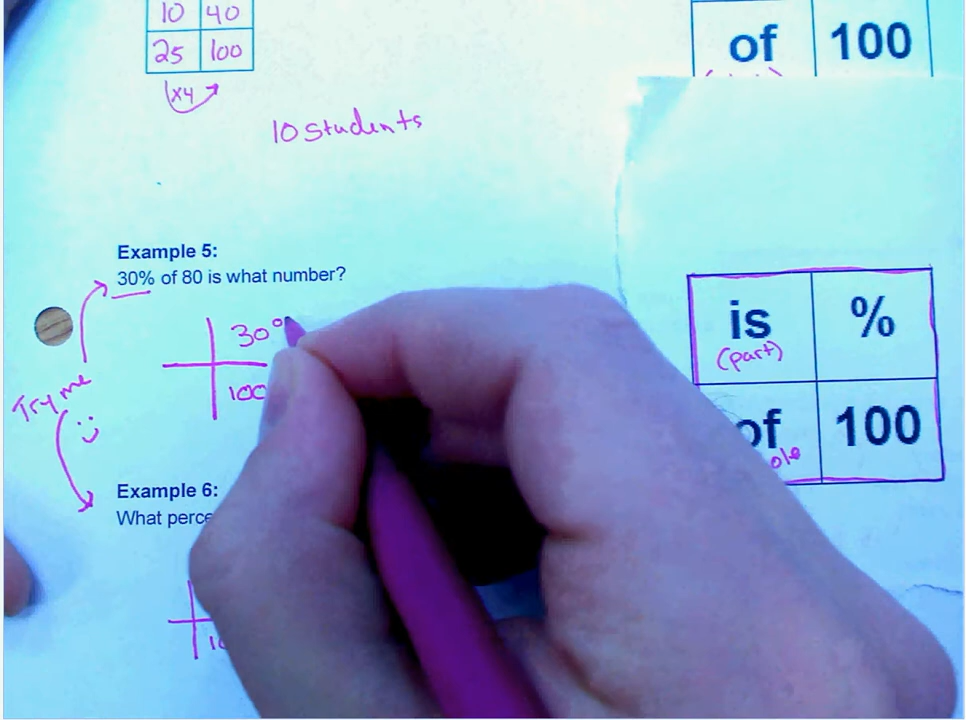 10 40
25 100
x4
10 students
of 100
Example 5:
30% of 80 is what number?
30%
100
Try me
is %
(part)
of 100
Example 6:
What